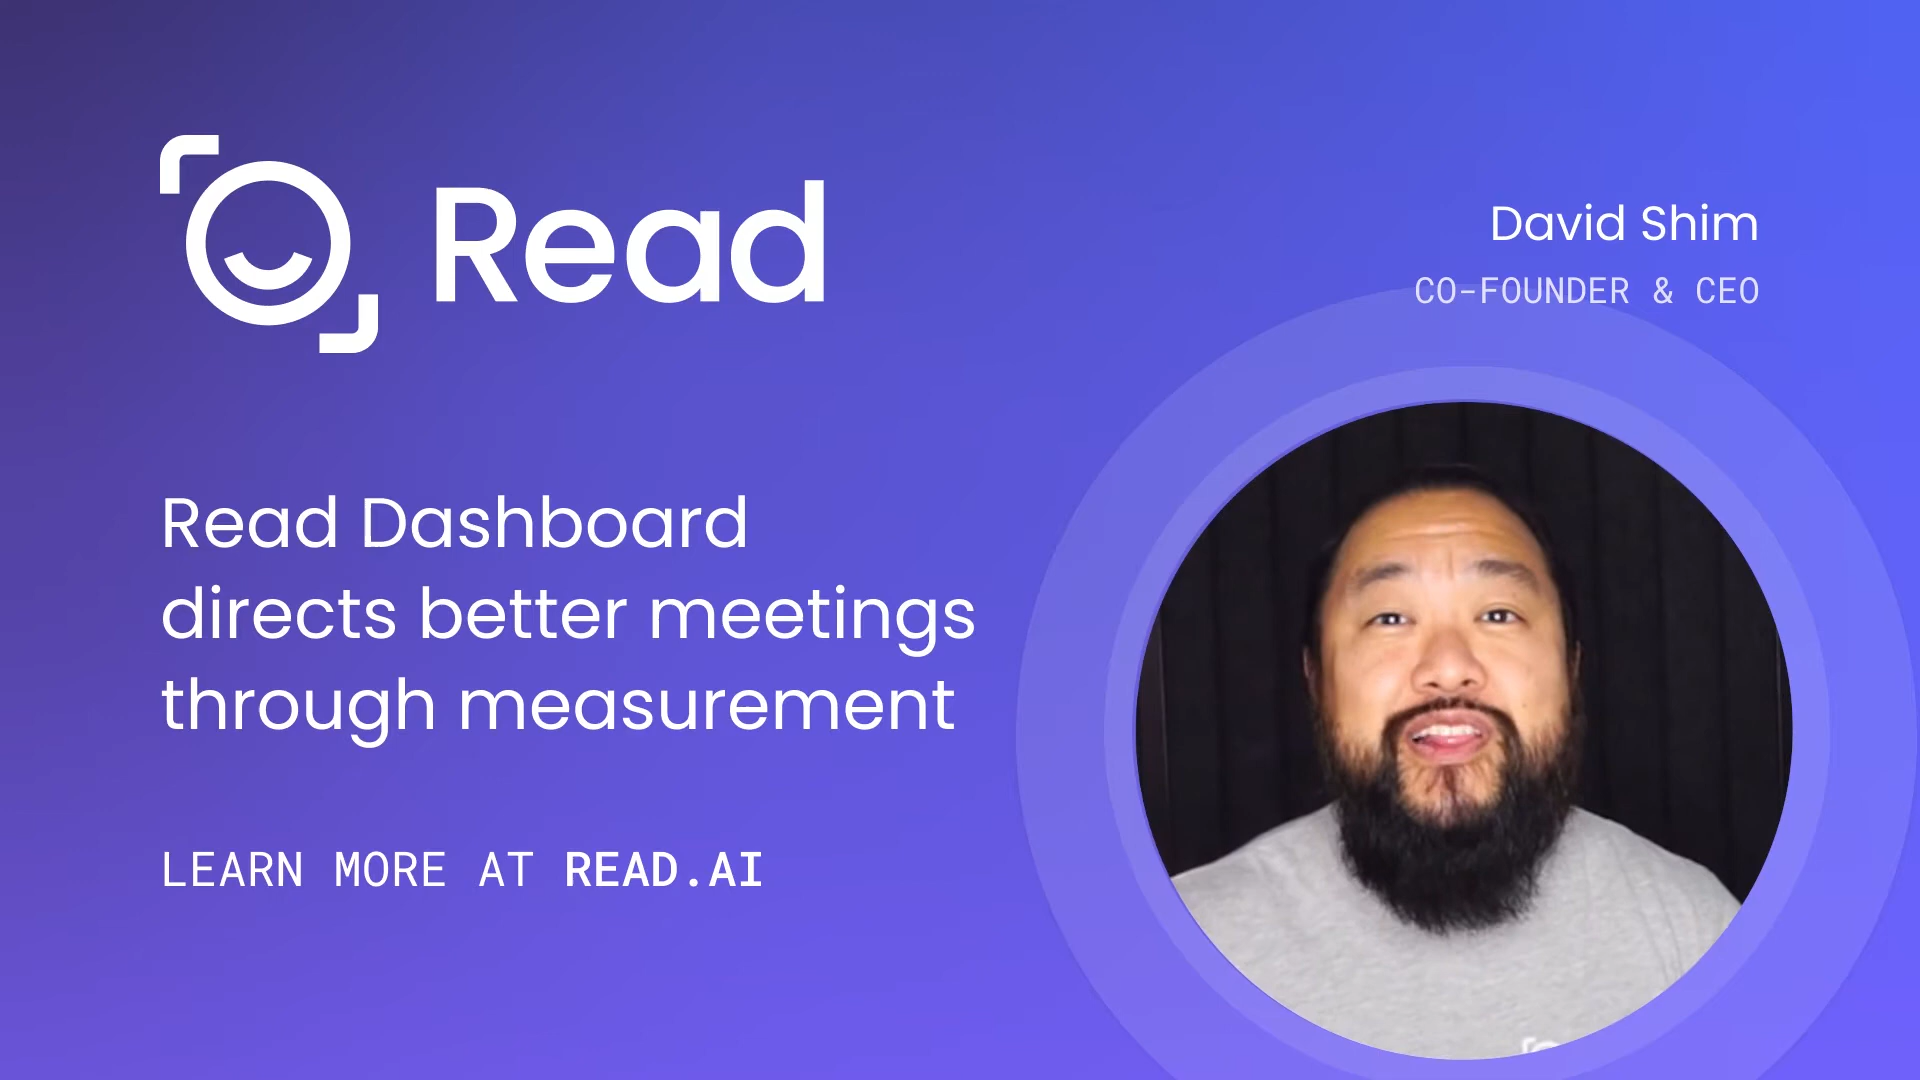 Read
David Shim
CO-FOUNDER & CEO
Read Dashboard
directs better meetings
through measurement
LEARN MORE AT READ.AI